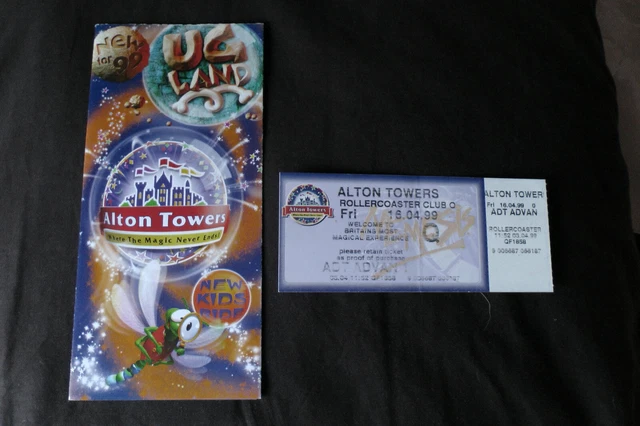 NEW
for 99
UG
LAND
Alton Towers
Where The Magic Never Ends!
NEW
KIDS
RIDE
Alton Towers
ALTON TOWERS
ROLLERCOASTER CLUB O
Fri 16.04.99
WELCOME TO
BRITAINS MOST
MAGICAL EXPERIENCE
Q
please retain ticket
as proof of purchase
ADT ADVAN
ALTON TOWER
Fri 16.04.99 0
ADT ADVAN
ROLLERCOASTER
QF1858